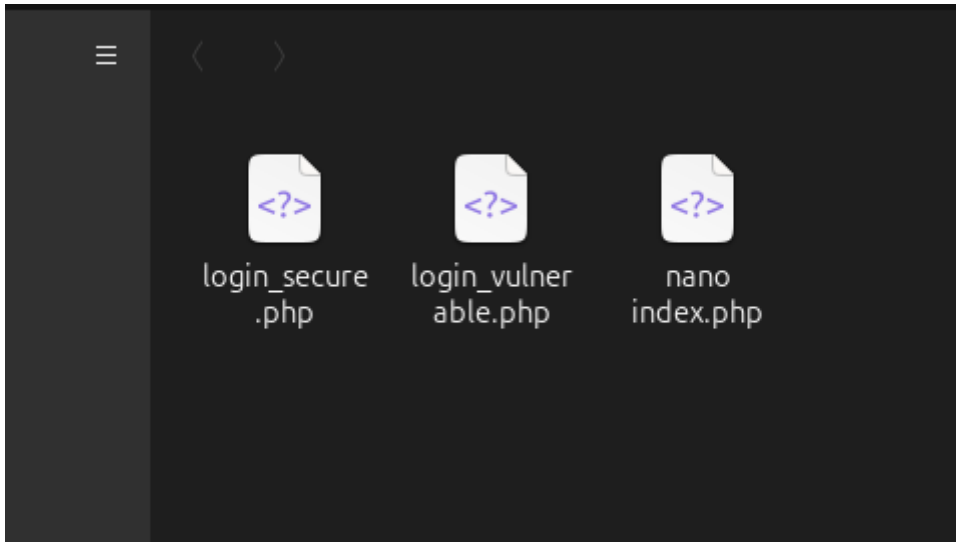 <?>
<?>
<?>
login_secure
.php
login_vulner
able.php
nano
index.php